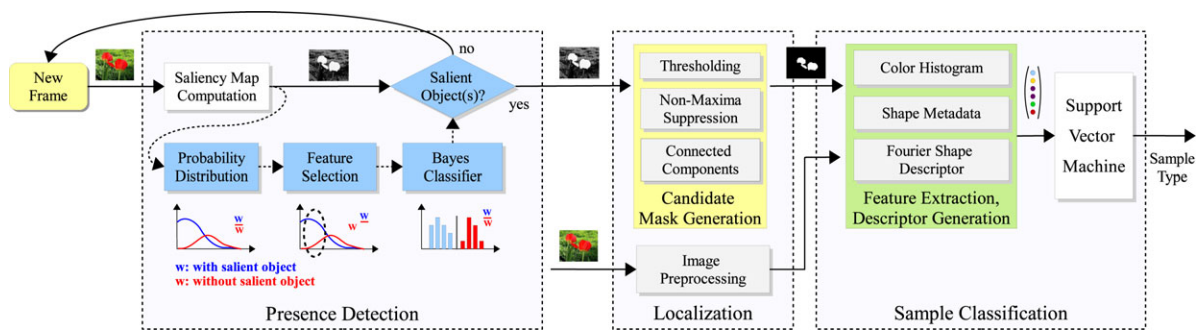 New
Frame
Saliency Map
Computation
no
Salient
Object(s)?
yes
Probability
Distribution
Feature
Selection
Bayes
Classifier
w
w
w
w
w
w
w: with salient object
w: without salient object
Presence Detection
Thresholding
Non-Maxima
Suppression
Connected
Components
Candidate
Mask Generation
Image
Preprocessing
Localization
Color Histogram
Shape Metadata
Fourier Shape
Descriptor
Feature Extraction,
Descriptor Generation
Support
Vector
Machine
Sample
Type
Sample Classification